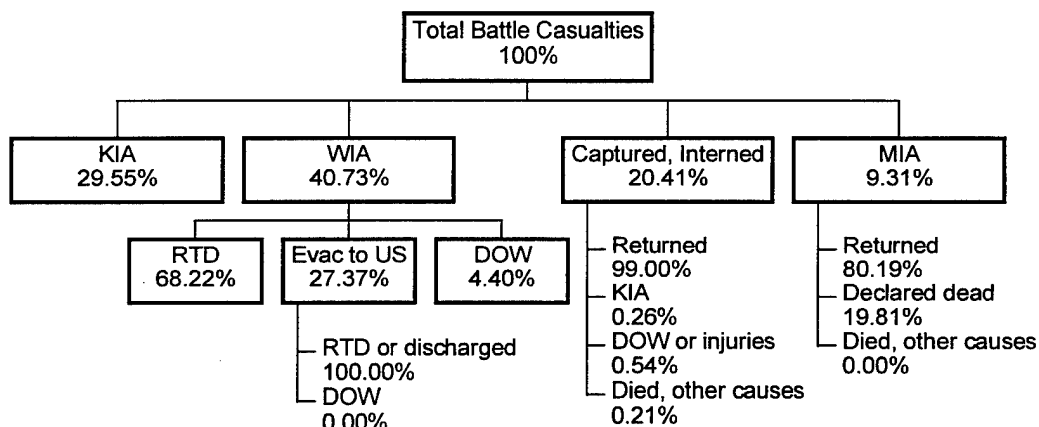 Total Battle Casualties
100%
KIA
29.55%
WIA
40.73%
Captured, Interned
20.41%
MIA
9.31%
RTD
68.22%
Evac to US
27.37%
DOW
4.40%
RTD or discharged
100.00%
DOW
0.00%
Returned
99.00%
KIA
0.26%
DOW or injuries
0.54%
Died, other causes
0.21%
Returned
80.19%
Declared dead
19.81%
Died, other causes
0.00%